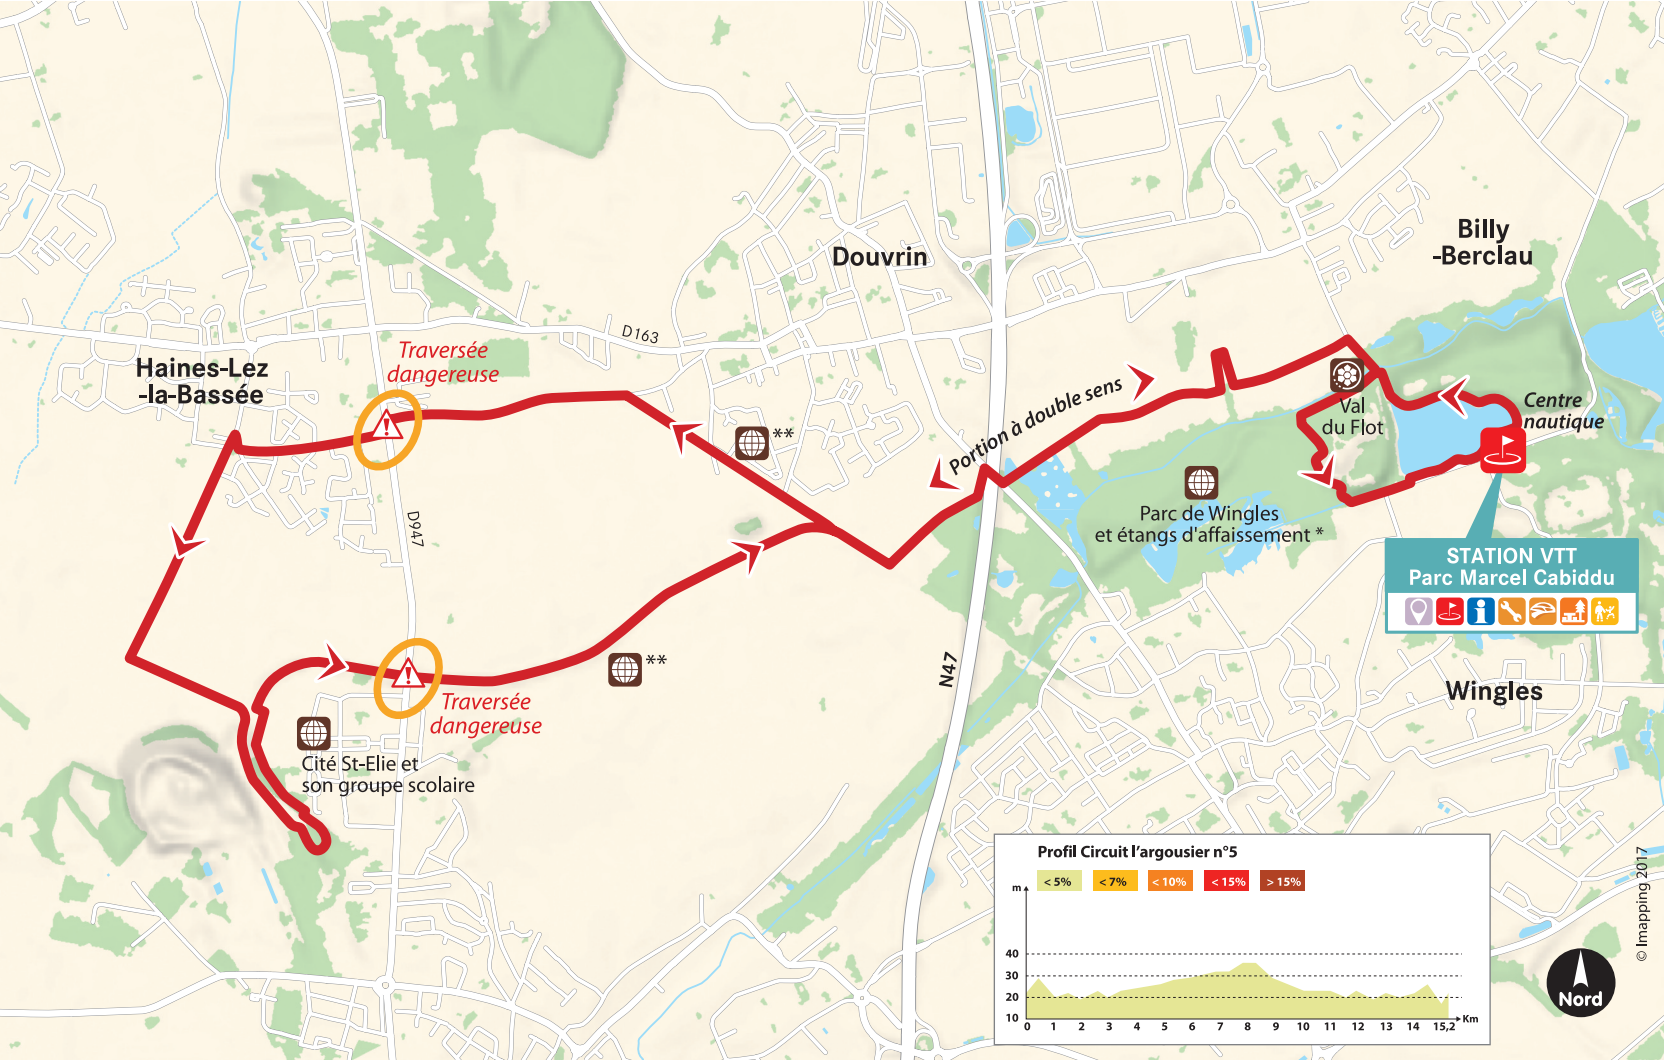 Billy
-Berclau
Douvrin
D163
Traversée
dangereuse
Haines-Lez
-la-Bassée
Portion à double sens
Val
du Flot
Centre
nautique
**
Parc de Wingles
et étangs d'affaissement *
D947
STATION VTT
Parc Marcel Cabiddu
**
N47
Wingles
Traversée
dangereuse
Cité St-Elie et
son groupe scolaire
Profil Circuit l'argousier n°5
< 5% < 7% < 10% < 15% > 15%
m
40
30
20
10
0 1 2 3 4 5 6 7 8 9 10 11 12 13 14 15,2 Km
Nord
© Imapping 2017